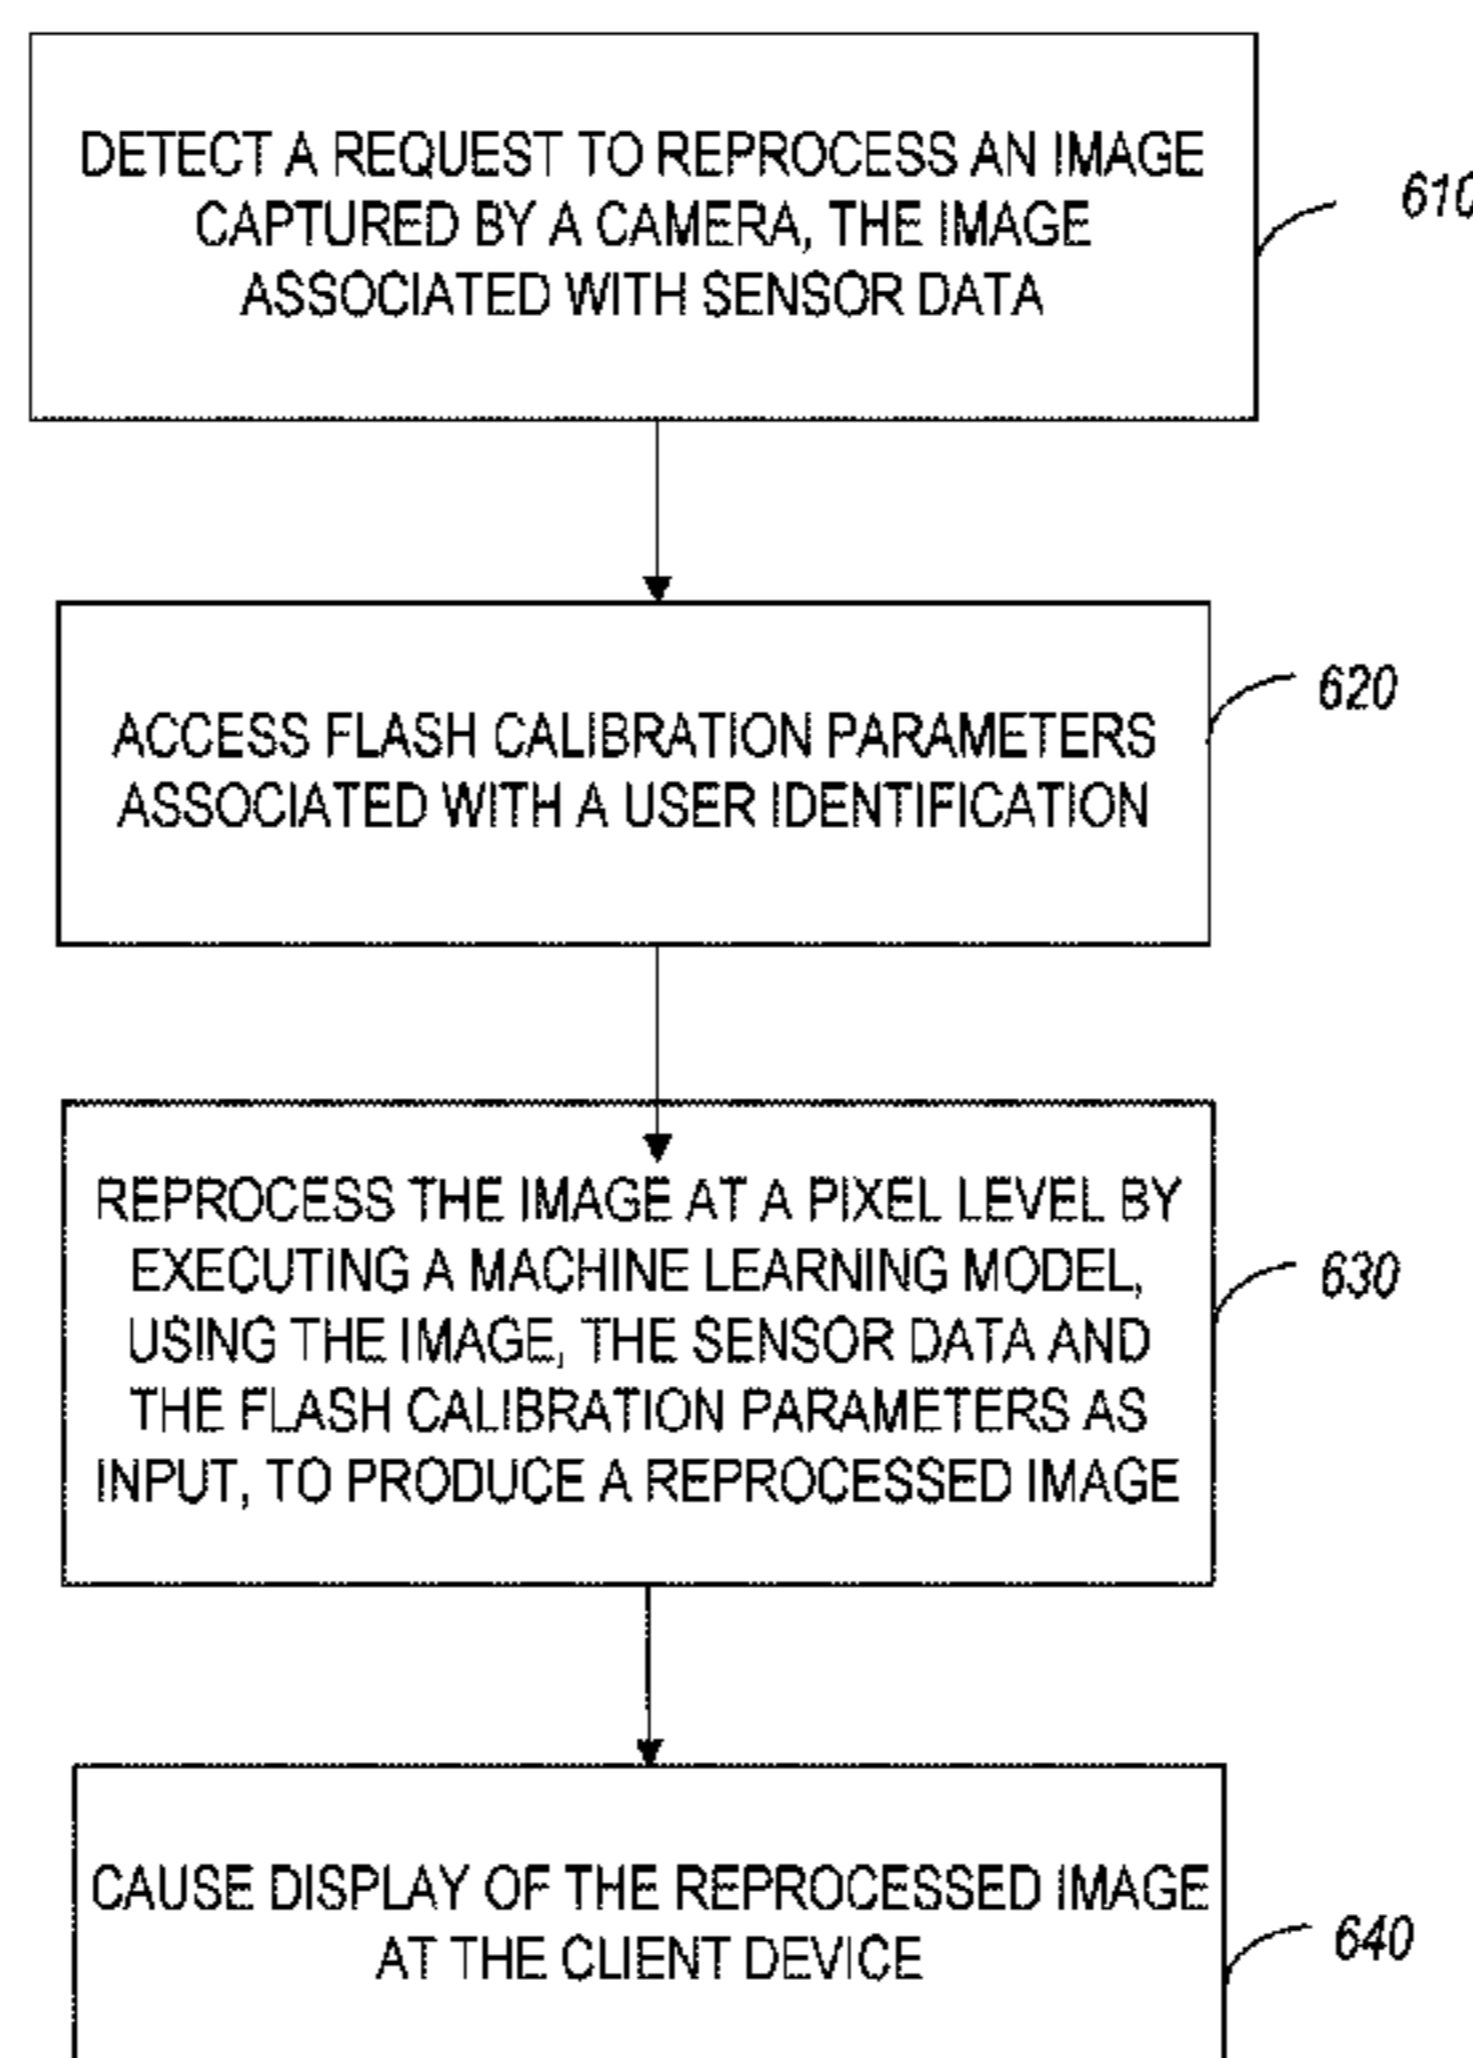 DETECT A REQUEST TO REPROCESS AN IMAGE
CAPTURED BY A CAMERA, THE IMAGE
ASSOCIATED WITH SENSOR DATA
610
ACCESS FLASH CALIBRATION PARAMETERS
ASSOCIATED WITH A USER IDENTIFICATION
620
REPROCESS THE IMAGE AT A PIXEL LEVEL BY
EXECUTING A MACHINE LEARNING MODEL,
USING THE IMAGE, THE SENSOR DATA AND
THE FLASH CALIBRATION PARAMETERS AS
INPUT, TO PRODUCE A REPROCESSED IMAGE
630
CAUSE DISPLAY OF THE REPROCESSED IMAGE
AT THE CLIENT DEVICE
640